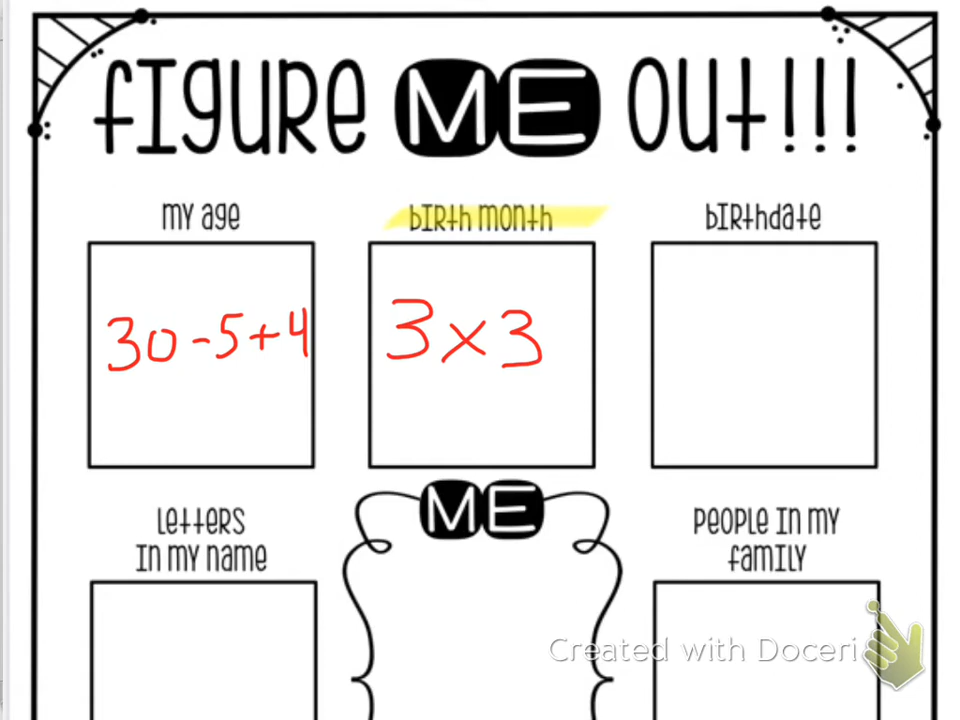 figure ME out!!!
my age
birth month
birthdate
30-5+4
3x3
ME
letters
in my name
people in my
family
Created with Doceri